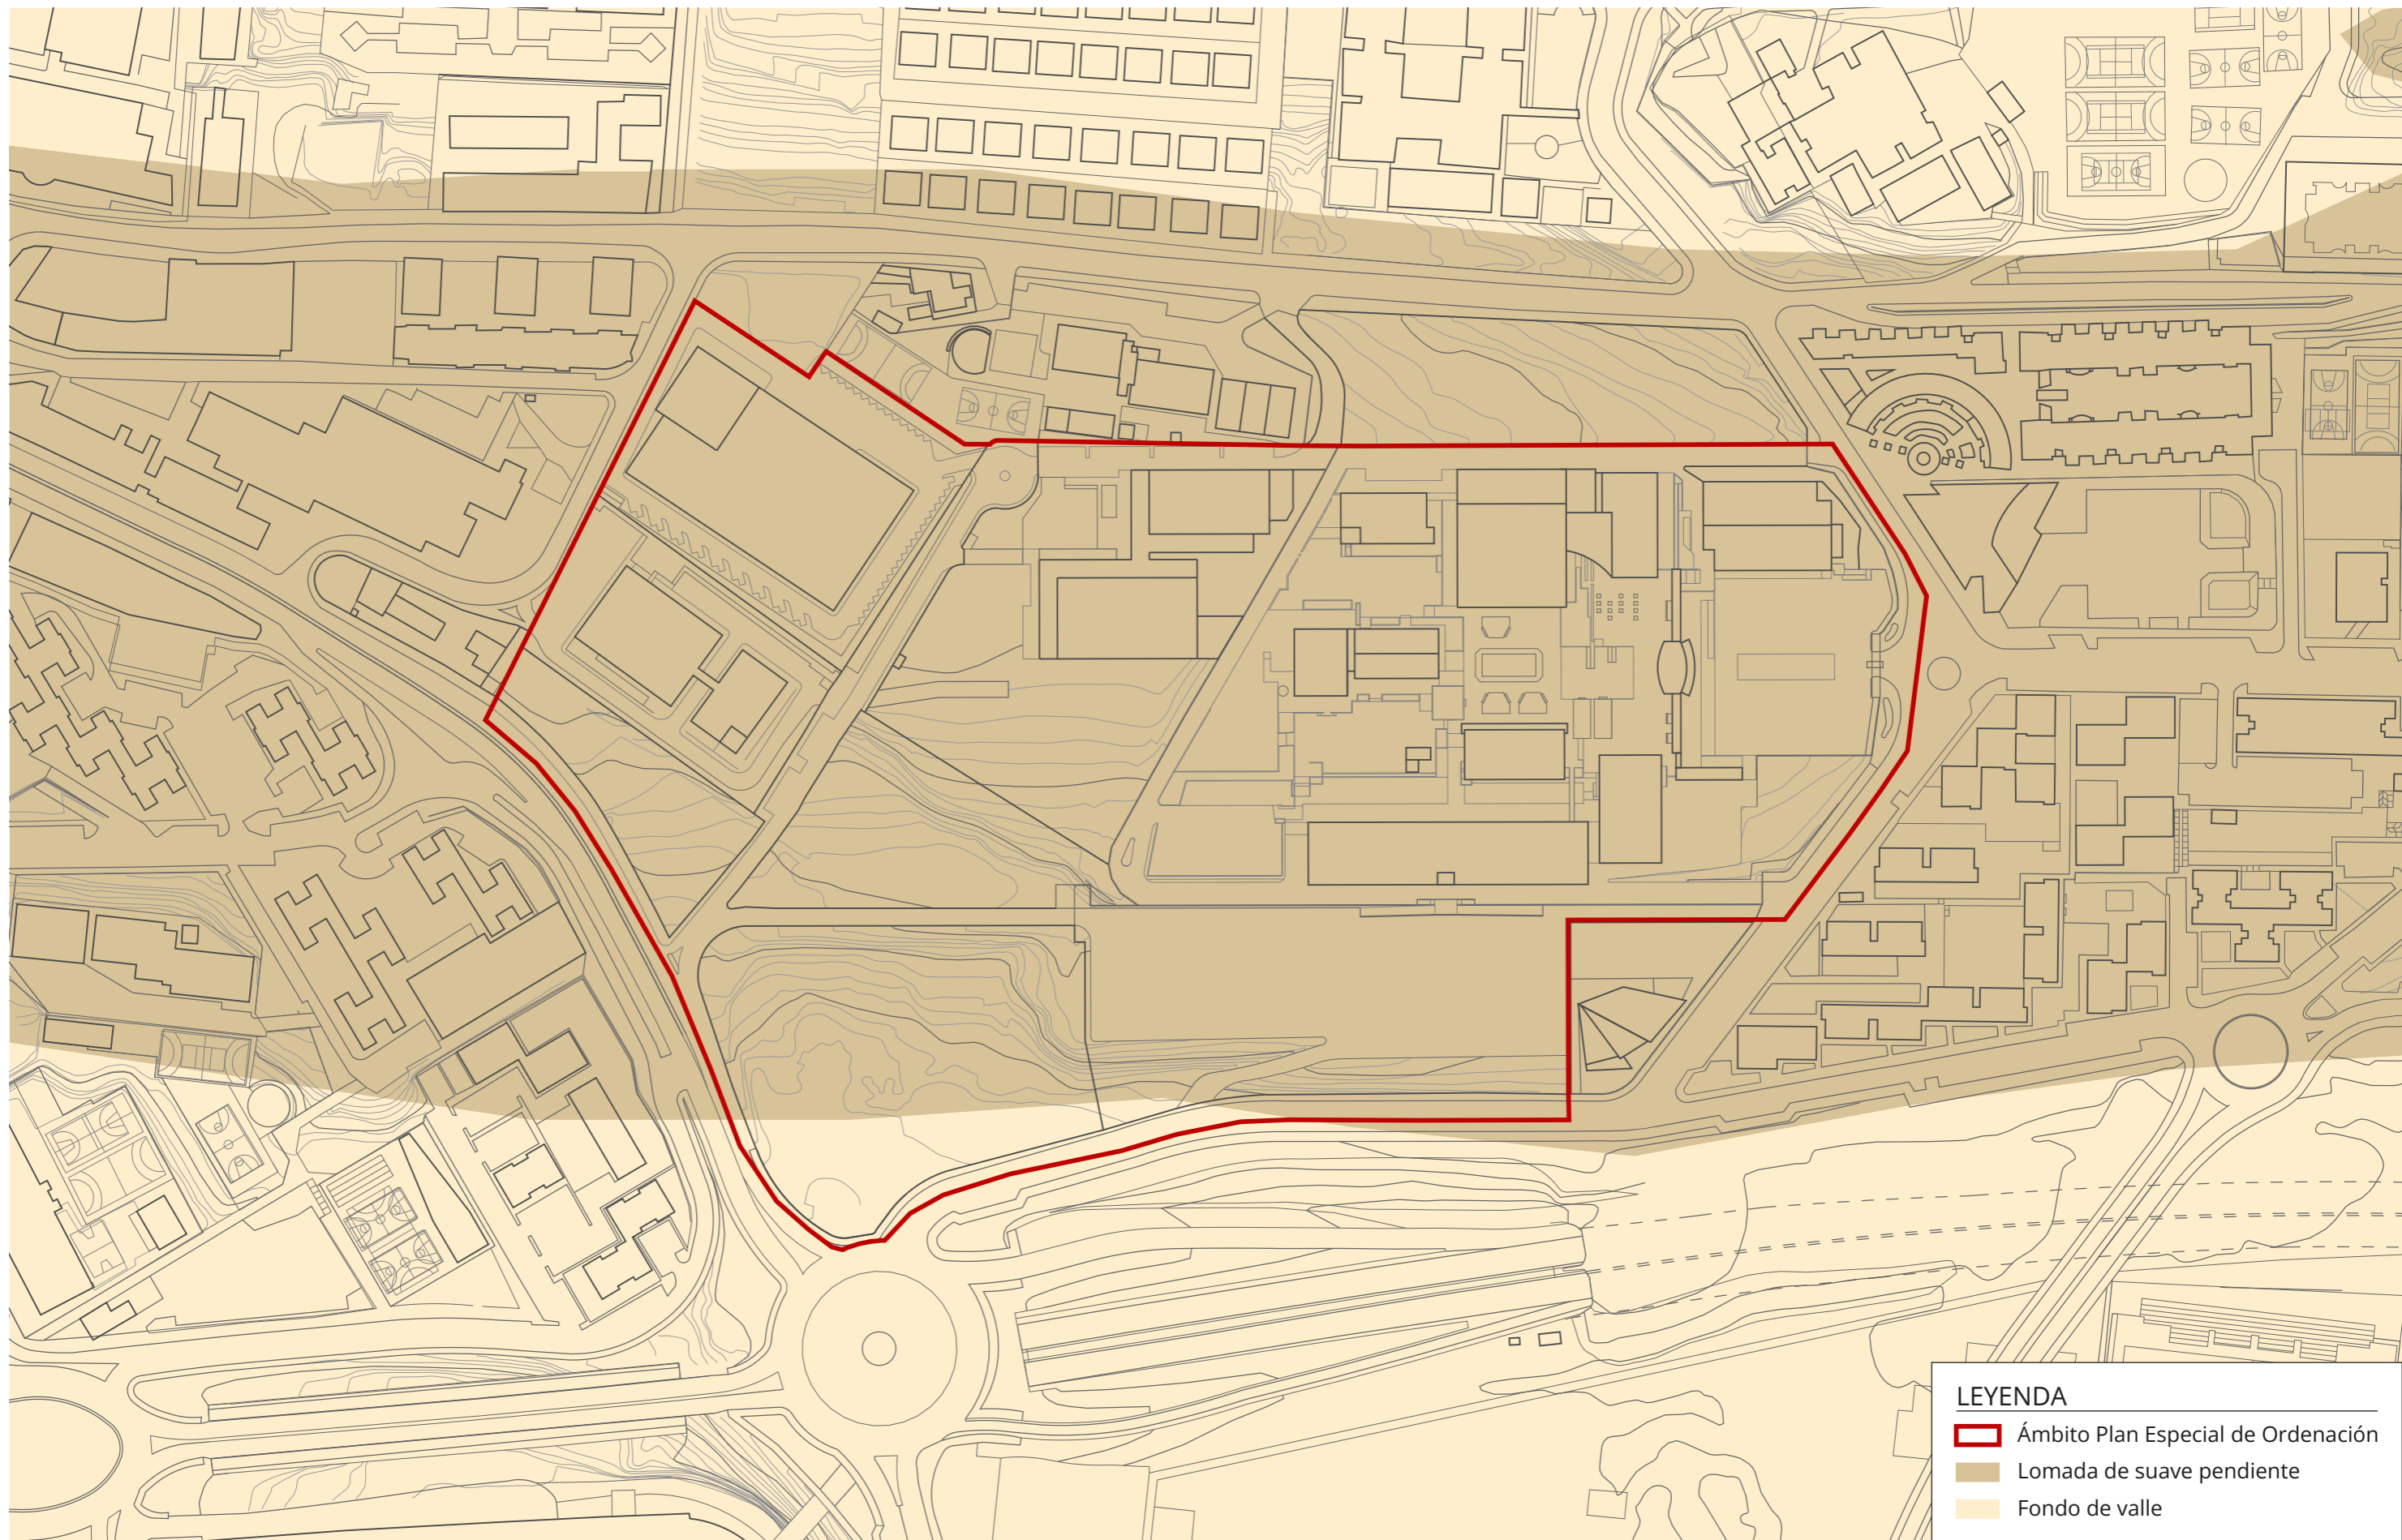 LEYENDA
Ámbito Plan Especial de Ordenación
Lomada de suave pendiente
Fondo de valle